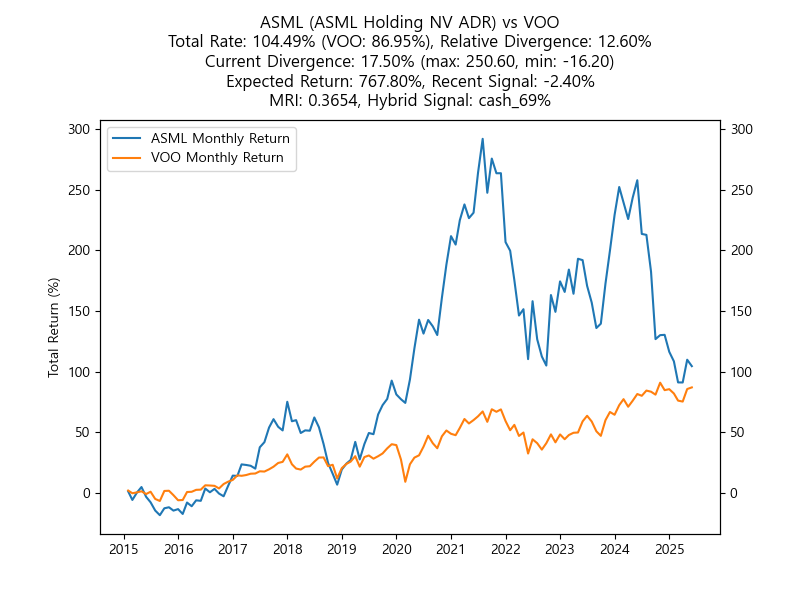 ASML (ASML Holding NV ADR) vs VOO
Total Rate: 104.49% (VOO: 86.95%), Relative Divergence: 12.60%
Current Divergence: 17.50% (max: 250.60, min: -16.20)
Expected Return: 767.80%, Recent Signal: -2.40%
MRI: 0.3654, Hybrid Signal: cash_69%
ASML Monthly Return
VOO Monthly Return
Total Return (%)
300
250
200
150
100
50
0
300
250
200
150
100
50
0
2015 2016 2017 2018 2019 2020 2021 2022 2023 2024 2025